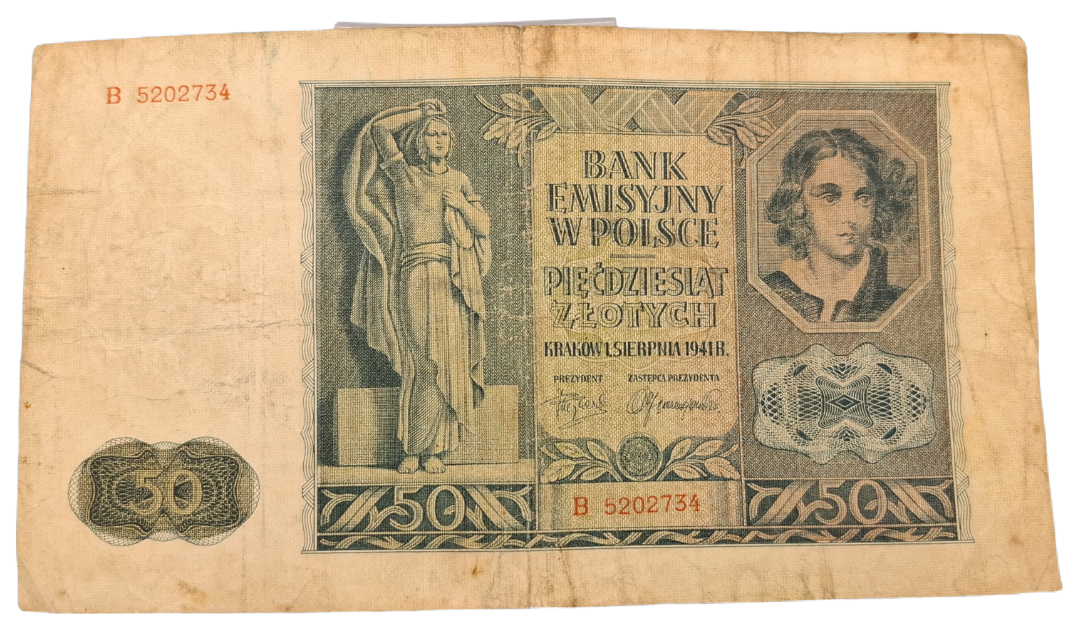 B 5202734
BANK
EMISYJNY
W POLSCE
PIĘĆDZIESIĄT
ZŁOTYCH
KRAKÓW 1. SIERPNIA 1941 R.
PREZYDENT ZASTĘPCA PREZYDENTA
50
50
B 5202734
50